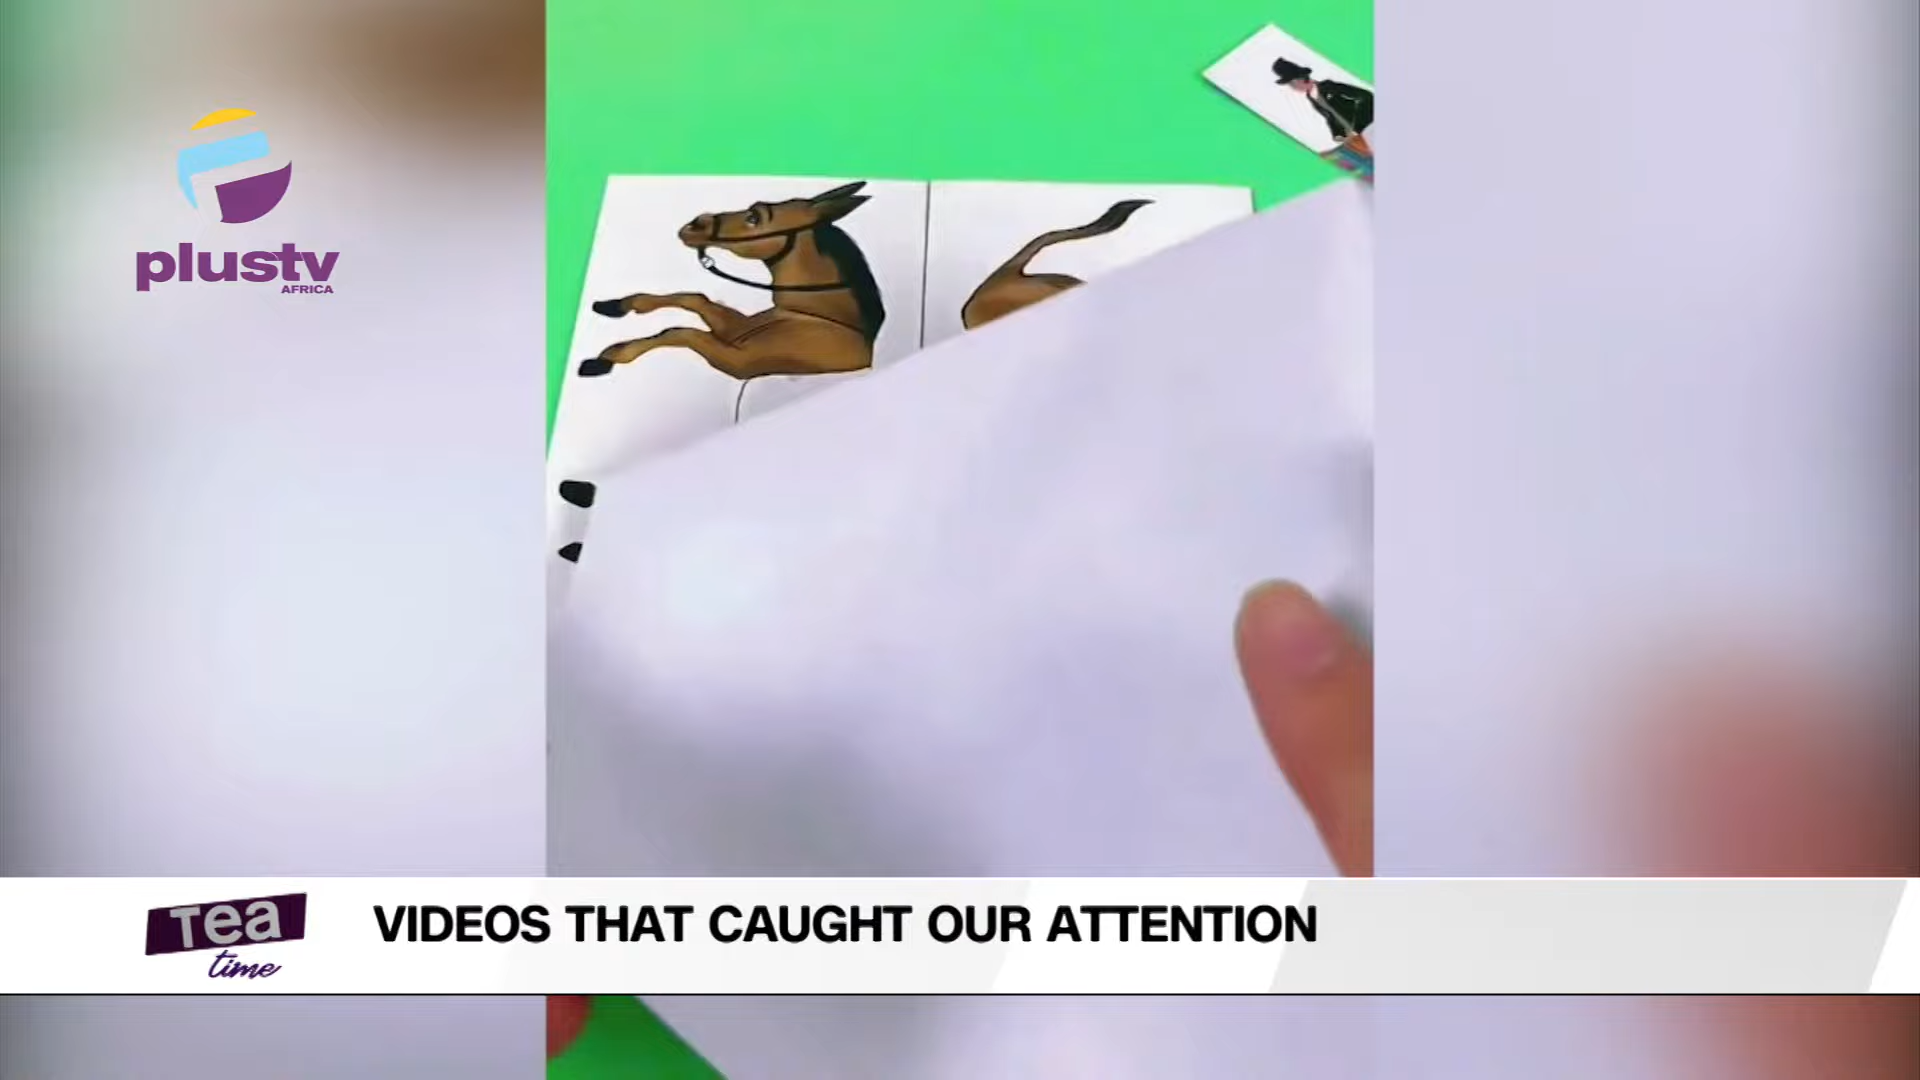 plustv
AFRICA
Tea
time
VIDEOS THAT CAUGHT OUR ATTENTION